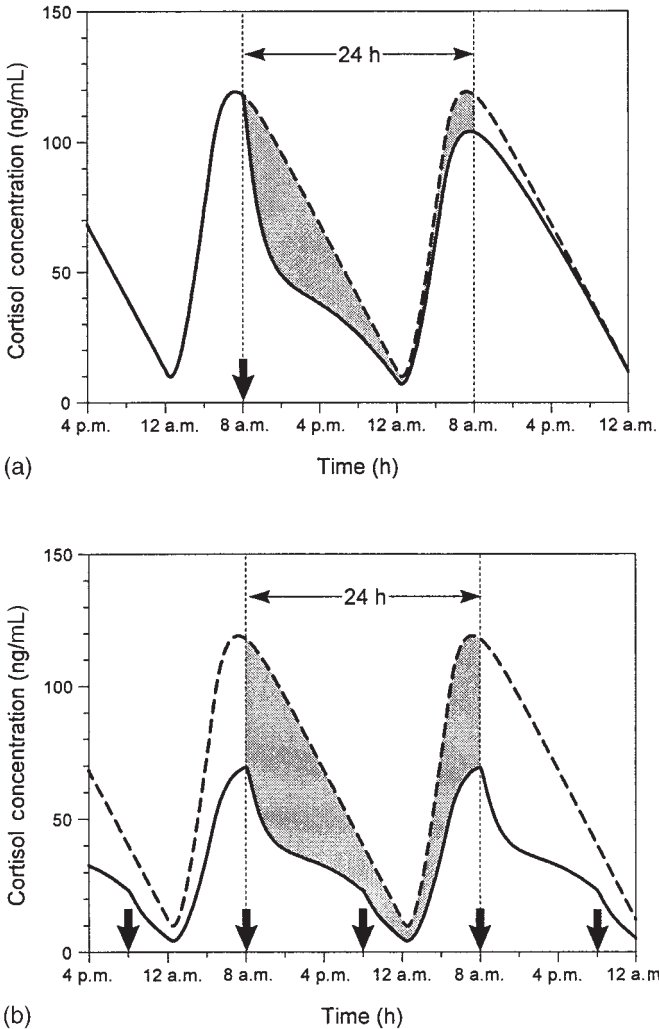 150
24 h
100
50
0
Cortisol concentration (ng/mL)
4 p.m. 12 a.m. 8 a.m. 4 p.m. 12 a.m. 8 a.m. 4 p.m. 12 a.m.
(a)
Time (h)
150
24 h
100
50
0
Cortisol concentration (ng/mL)
4 p.m. 12 a.m. 8 a.m. 4 p.m. 12 a.m. 8 a.m. 4 p.m. 12 a.m.
(b)
Time (h)